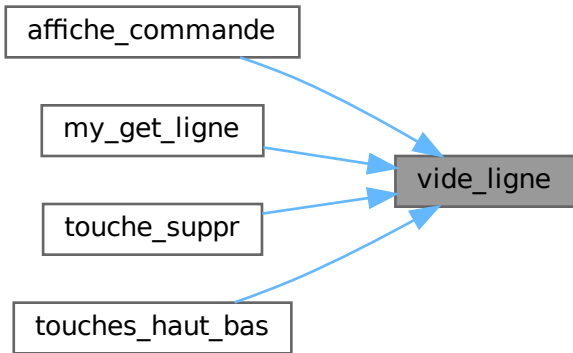 affiche_commande
my_get_ligne
vide_ligne
touche_suppr
touches_haut_bas